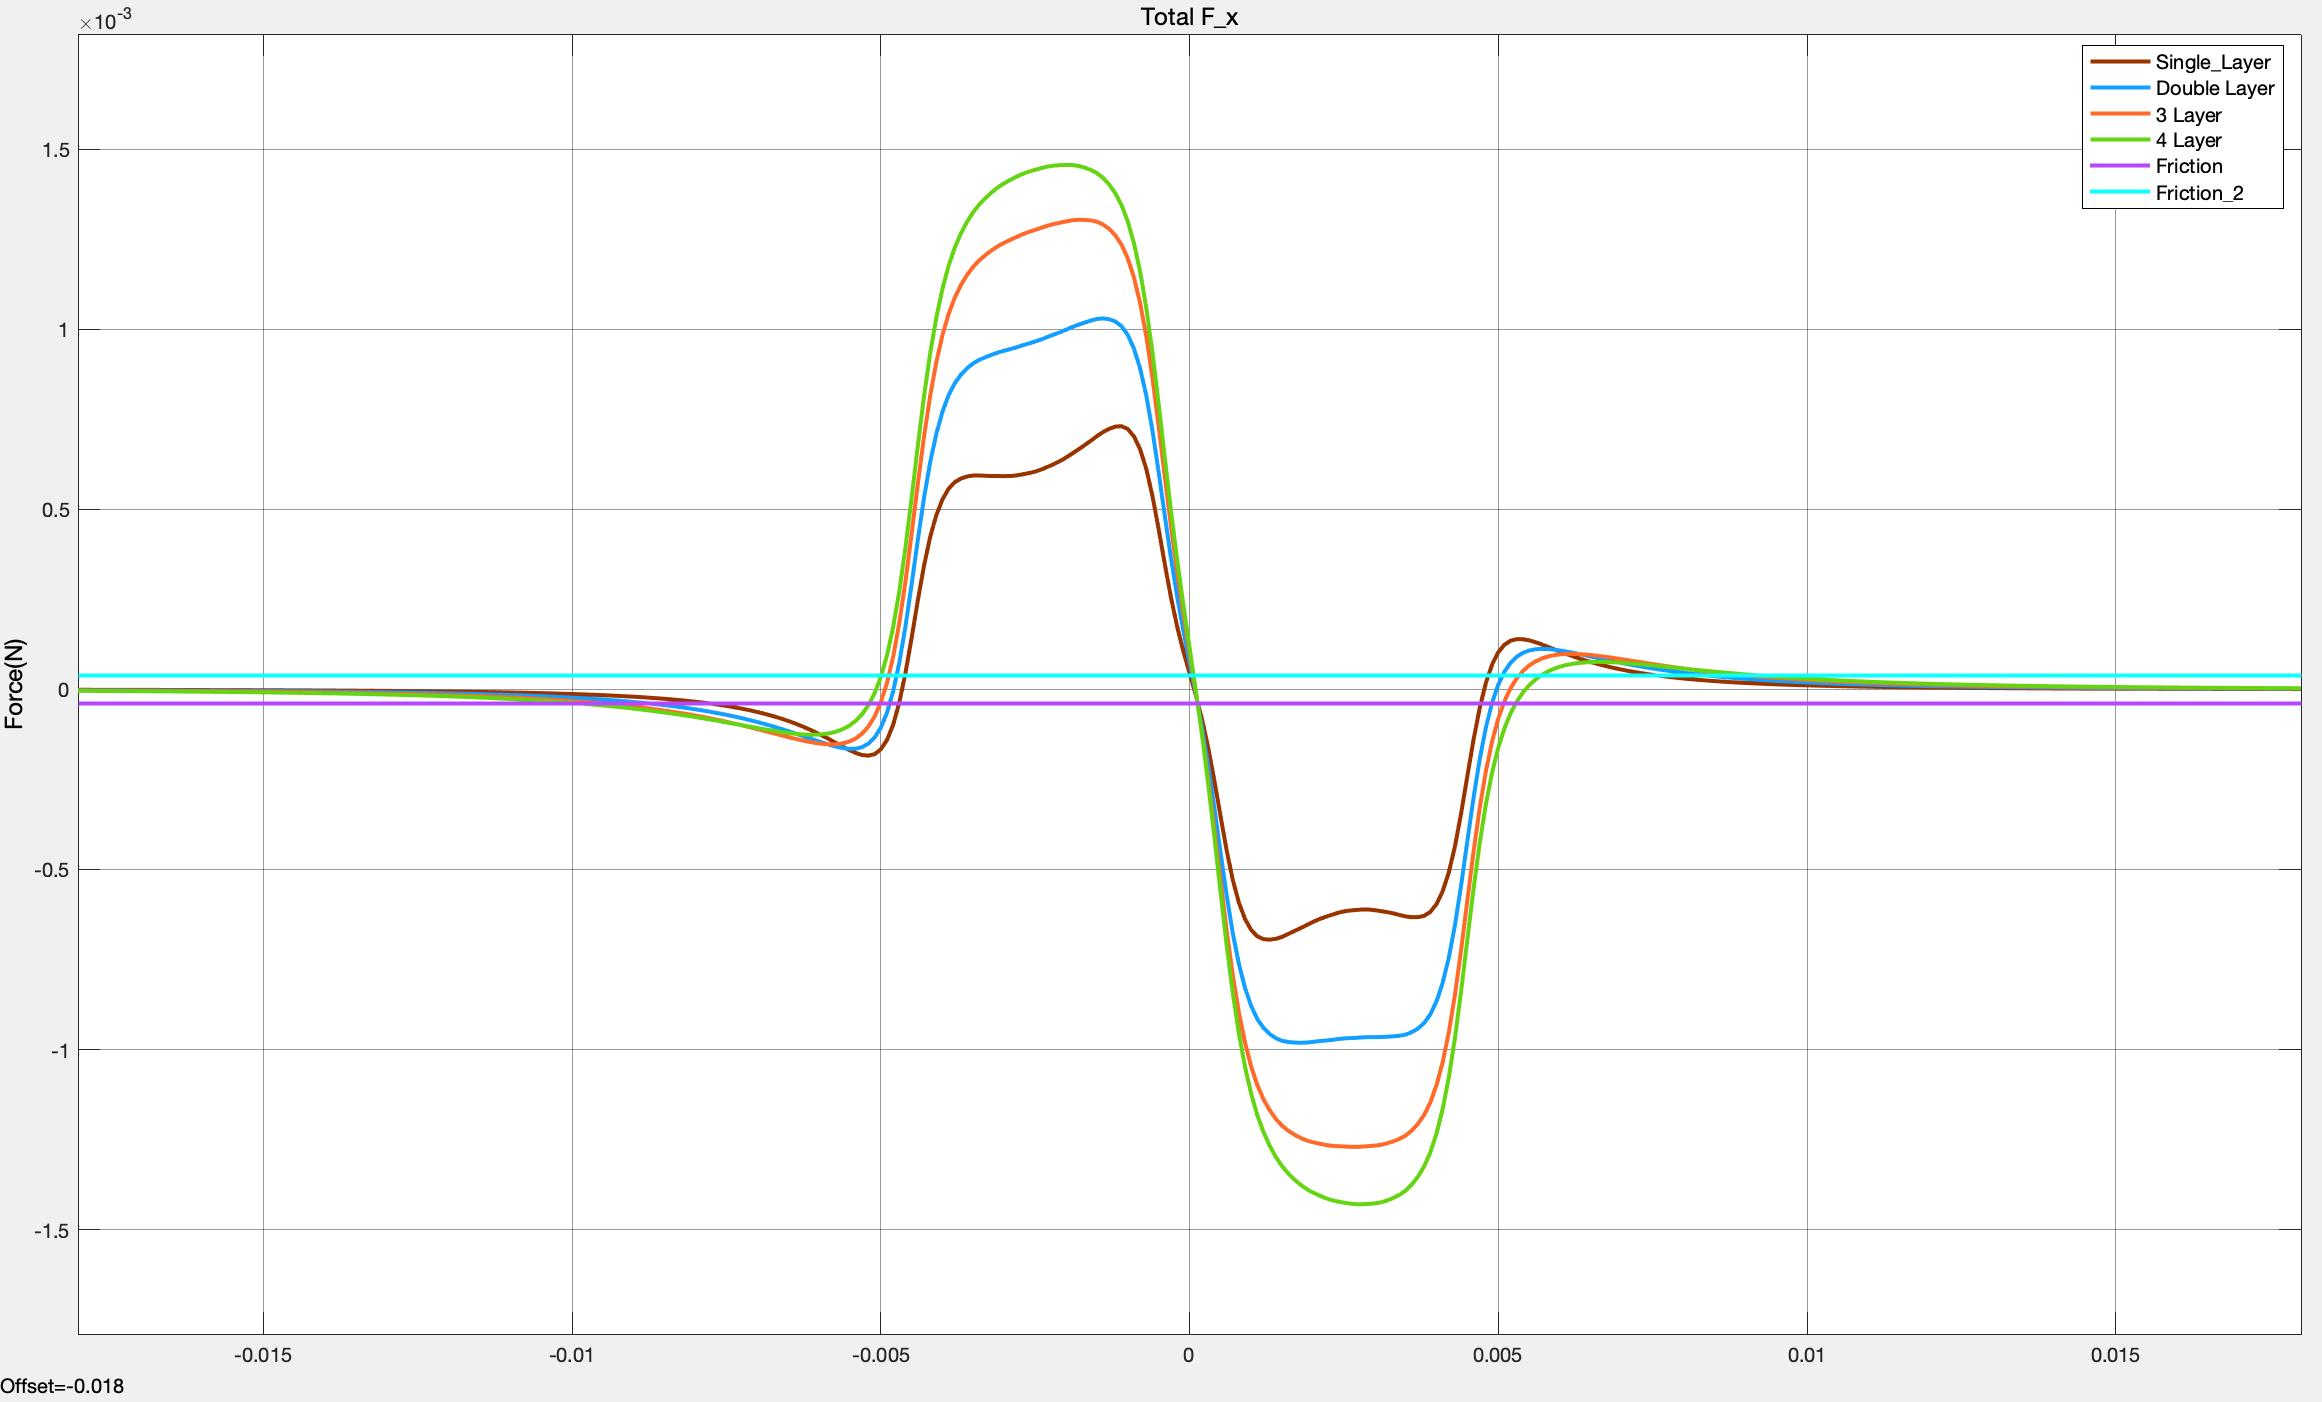 Total F_x
×10-3
1.5
1
0.5
0
-0.5
-1
-1.5
Force(N)
-0.015
-0.01
-0.005
0
0.005
0.01
0.015
Offset=-0.018
Single_Layer
Double Layer
3 Layer
4 Layer
Friction
Friction_2